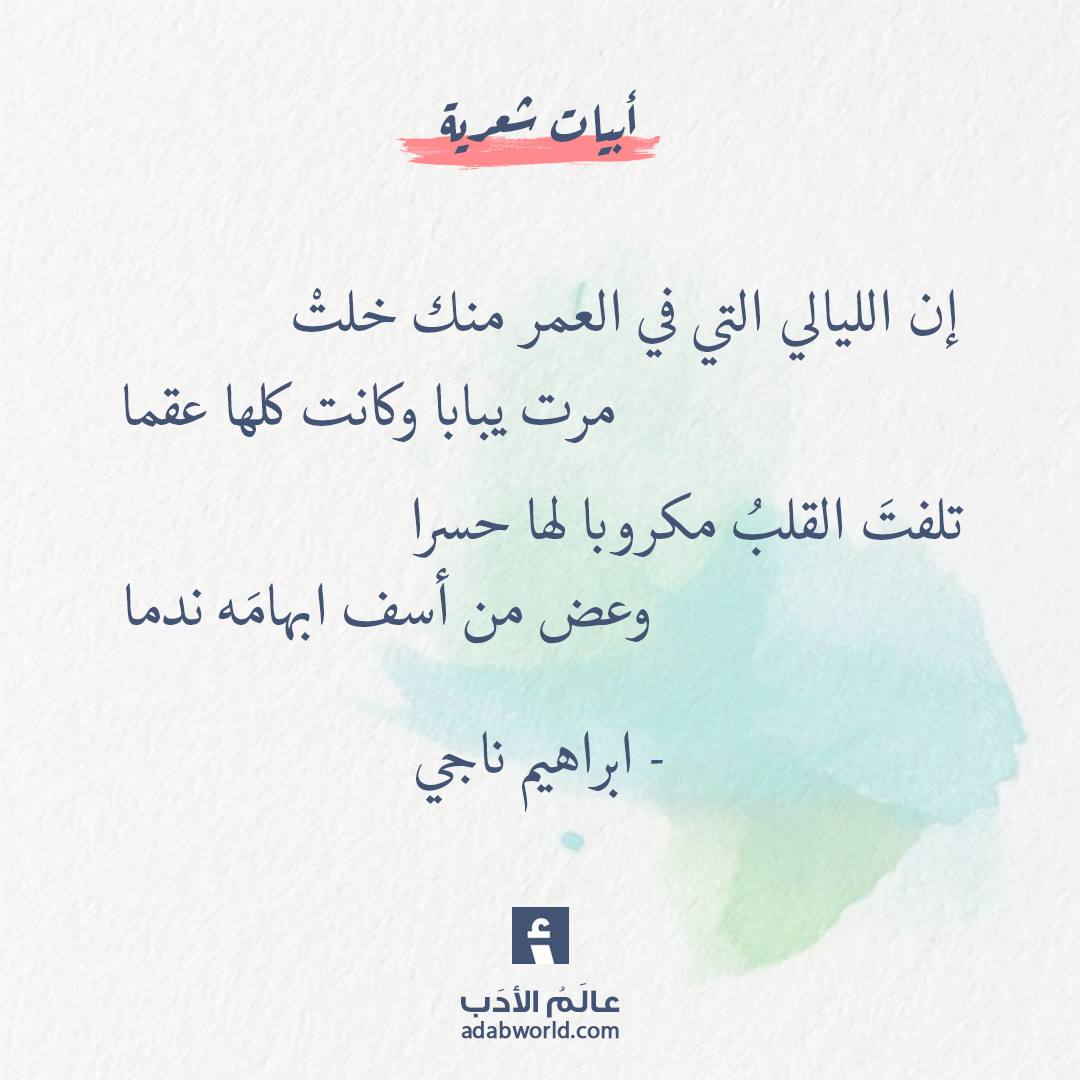 أبيات شعرية
إن الليالي التي في العمر منك خلتْ
مرت يبابا وكانت كلها عقما
تلفتَ القلبُ مكروبا لها حسرا
وعض من أسف ابهامَه ندما
- ابراهيم ناجي
أ
عالَمُ الأدَب
adabworld.com